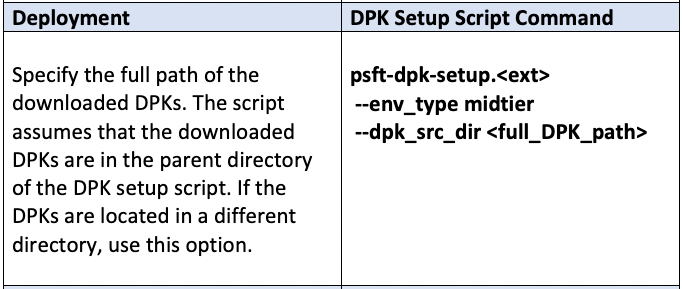 Deployment
DPK Setup Script Command
Specify the full path of the
downloaded DPKs. The script
assumes that the downloaded
DPKs are in the parent directory
of the DPK setup script. If the
DPKs are located in a different
directory, use this option.
psft-dpk-setup.<ext>
--env_type midtier
--dpk_src_dir <full_DPK_path>